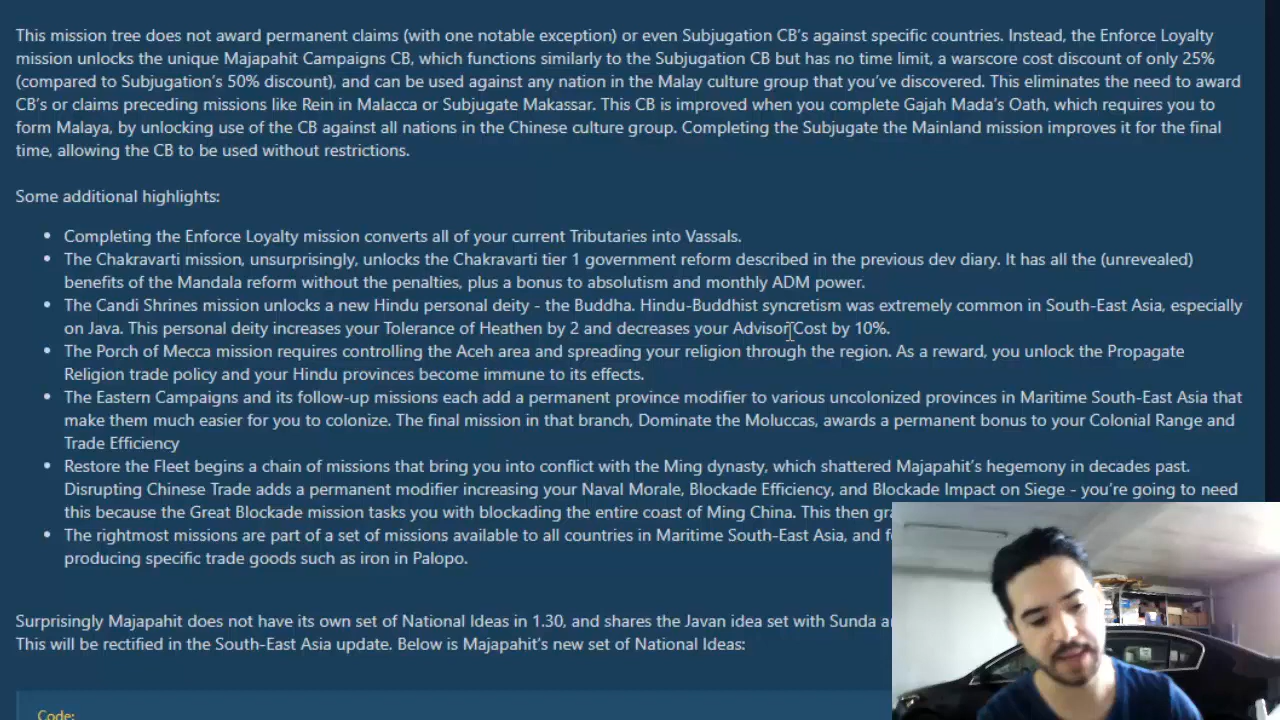 This mission tree does not award permanent claims (with one notable exception) or even Subjugation CB's against specific countries. Instead, the Enforce Loyalty
mission unlocks the unique Majapahit Campaigns CB, which functions similarly to the Subjugation CB but has no time limit, a warscore cost discount of only 25%
(compared to Subjugation's 50% discount), and can be used against any nation in the Malay culture group that you've discovered. This eliminates the need to award
CB's or claims preceding missions like Rein in Malacca or Subjugate Makassar. This CB is improved when you complete Gajah Mada's Oath, which requires you to
form Malaya, by unlocking use of the CB against all nations in the Chinese culture group. Completing the Subjugate the Mainland mission improves it for the final
time, allowing the CB to be used without restrictions.
Some additional highlights:
• Completing the Enforce Loyalty mission converts all of your current Tributaries into Vassals.
• The Chakravarti mission, unsurprisingly, unlocks the Chakravarti tier 1 government reform described in the previous dev diary. It has all the (unrevealed)
benefits of the Mandala reform without the penalties, plus a bonus to absolutism and monthly ADM power.
• The Candi Shrines mission unlocks a new Hindu personal deity - the Buddha. Hindu-Buddhist syncretism was extremely common in South-East Asia, especially
on Java. This personal deity increases your Tolerance of Heathen by 2 and decreases your Advisor Cost by 10%.
• The Porch of Mecca mission requires controlling the Aceh area and spreading your religion through the region. As a reward, you unlock the Propagate
Religion trade policy and your Hindu provinces become immune to its effects.
• The Eastern Campaigns and its follow-up missions each add a permanent province modifier to various uncolonized provinces in Maritime South-East Asia that
make them much easier for you to colonize. The final mission in that branch, Dominate the Moluccas, awards a permanent bonus to your Colonial Range and
Trade Efficiency
• Restore the Fleet begins a chain of missions that bring you into conflict with the Ming dynasty, which shattered Majapahit's hegemony in decades past.
Disrupting Chinese Trade adds a permanent modifier increasing your Naval Morale, Blockade Efficiency, and Blockade Impact on Siege - you're going to need
this because the Great Blockade mission tasks you with blockading the entire coast of Ming China. This then
• The rightmost missions are part of a set of missions available to all countries in Maritime South-East Asia, and
producing specific trade goods such as iron in Palopo.
Surprisingly Majapahit does not have its own set of National Ideas in 1.30, and shares the Javan idea set with Sunda
This will be rectified in the South-East Asia update. Below is Majapahit's new set of National Ideas:
Code: